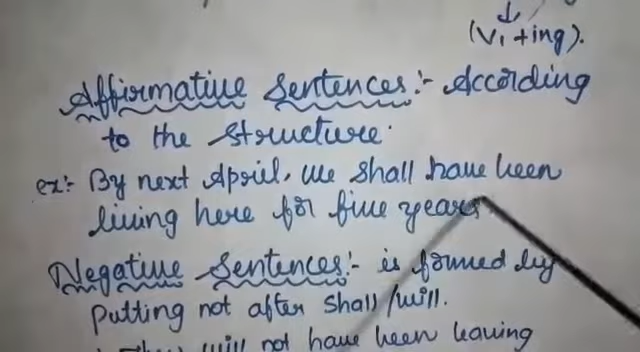 (V₁+ing).
Affirmative Sentences:- According
to the structure.
ex:- By next April, we shall have been
living here for five years.
Negative Sentences:- is formed by
Putting not after shall/will.
They will not have been leaving